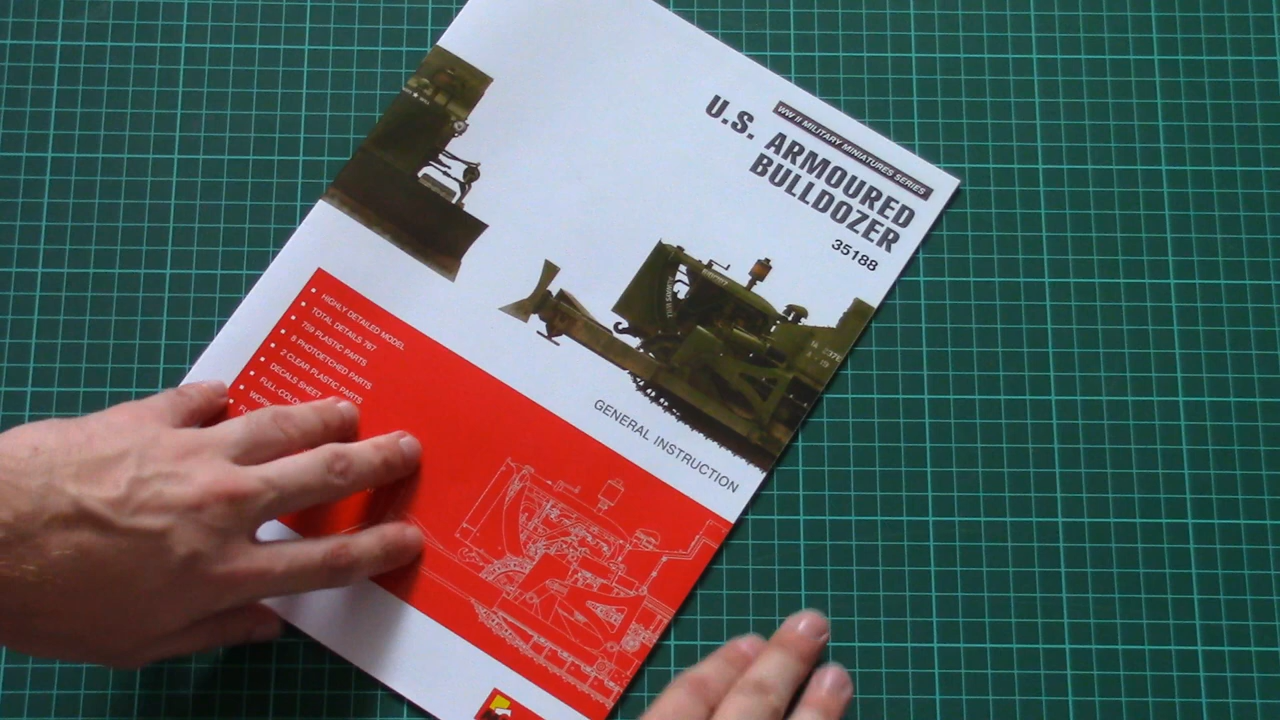 WW II MILITARY MINIATURES SERIES
U.S. ARMOURED
BULLDOZER
35188
GENERAL INSTRUCTION
HIGHLY DETAILED MODEL
TOTAL DETAILS 767
759 PLASTIC PARTS
8 PHOTOETCHED PARTS
2 CLEAR PLASTIC PARTS
DECALS SHEET